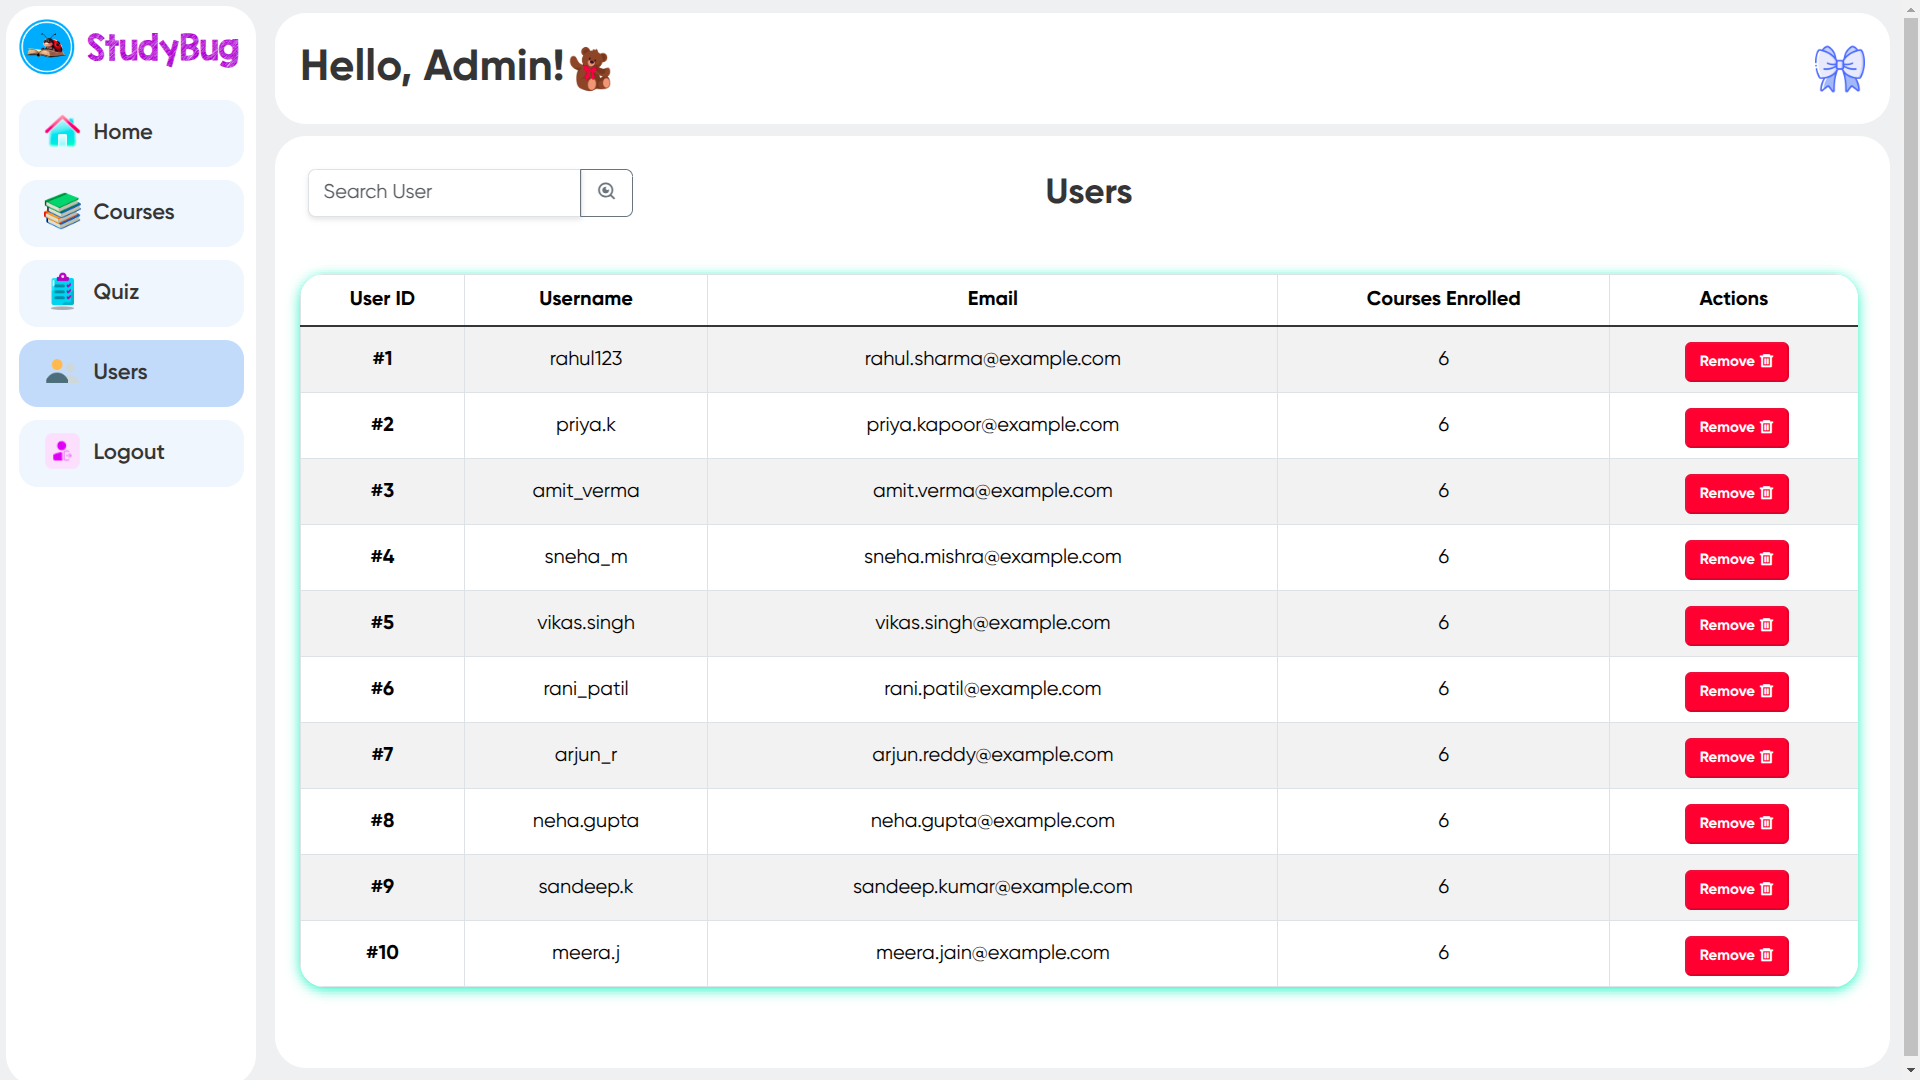 StudyBug
Home
Courses
Quiz
Users
Logout
Hello, Admin!
Search User
Users
User ID Username Email Courses Enrolled Actions
#1 rahul123 rahul.sharma@example.com 6 Remove
#2 priya.k priya.kapoor@example.com 6 Remove
#3 amit_verma amit.verma@example.com 6 Remove
#4 sneha_m sneha.mishra@example.com 6 Remove
#5 vikas.singh vikas.singh@example.com 6 Remove
#6 rani_patil rani.patil@example.com 6 Remove
#7 arjun_r arjun.reddy@example.com 6 Remove
#8 neha.gupta neha.gupta@example.com 6 Remove
#9 sandeep.k sandeep.kumar@example.com 6 Remove
#10 meera.j meera.jain@example.com 6 Remove